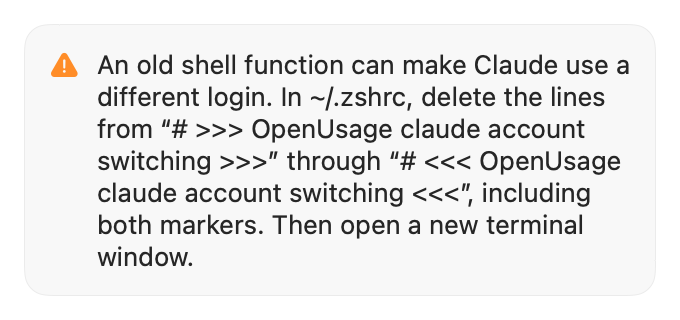 An old shell function can make Claude use a
different login. In ~/.zshrc, delete the lines
from “# >>> OpenUsage claude account
switching >>>” through “# <<< OpenUsage
claude account switching <<<”, including
both markers. Then open a new terminal
window.